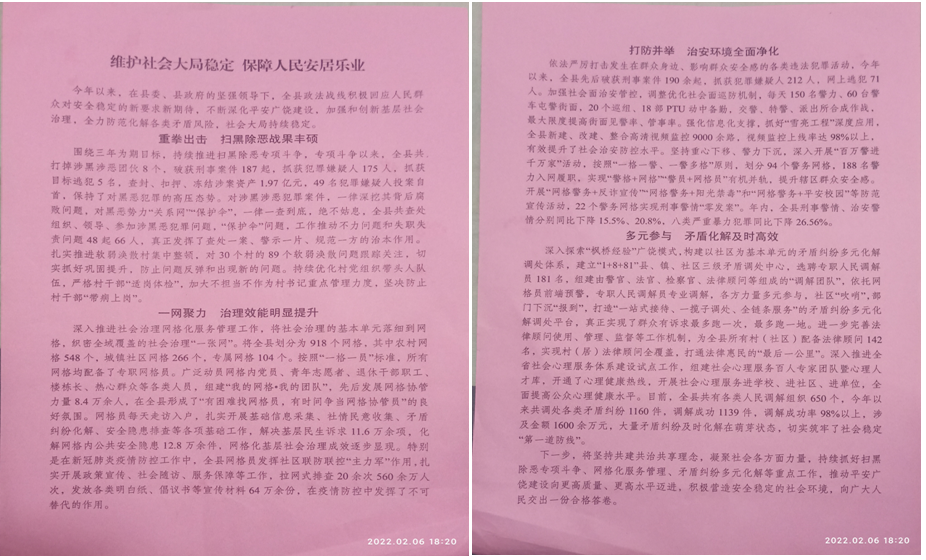 维护社会大局稳定 保障人民安居乐业
今年以来，在县委、县政府的坚强领导下，全县政法战线积极回应人民群
众对安全稳定的新要求新期待，不断深化平安广饶建设，加强和创新基层社会
治理，全力防范化解各类矛盾风险，社会大局持续稳定。
重拳出击 扫黑除恶战果丰硕
围绕三年为期目标，持续推进扫黑除恶专项斗争，专项斗争以来，全县共
打掉涉黑涉恶团伙8个，破获刑事案件187起，抓获犯罪嫌疑人175人，抓获
目标逃犯5名，查封、扣押、冻结涉案资产1.97亿元，49名犯罪嫌疑人投案自
首，保持了对黑恶犯罪的高压态势。对涉黑涉恶犯罪案件，一律深挖其背后腐
败问题，对黑恶势力“关系网”“保护伞”，一律一查到底，绝不姑息，全县共查处
组织、领导、参加涉黑恶犯罪问题，“保护伞”问题，工作推动不力问题和失职失
责问题48起66人，真正发挥了查处一案、警示一片、规范一方的治本作用。
扎实推进软弱涣散村集中整顿，对30个村的89个软弱涣散问题跟踪关注，切
实抓好巩固提升，防止问题反弹和出现新的问题。持续优化村党组织带头人队
伍，严格村干部“适岗体检”，加大不担当不作为村书记重点管理力度，坚决防止
村干部“带病上岗”。
一网聚力 治理效能明显提升
深入推进社会治理网格化服务管理工作，将社会治理的基本单元落细到网
格，织密全域覆盖的社会治理“一张网”。将全县划分为918个网格，其中农村网
格548个，城镇社区网格266个，专属网格104个。按照“一格一员”标准，所有
网格均配备了专职网格员。广泛动员网格内党员、青年志愿者、退休干部职工、
楼栋长、热心群众等各类人员，组建“我的网格•我的团队”，先后发展网格协管
力量8.4万余人，在全县形成了“有困难找网格员，有时间争当网格协管员”的良
好氛围。网格员每天走访入户，扎实开展基础信息采集、社情民意收集、矛盾
纠纷化解、安全隐患排查等各项基础工作，解决基层民生诉求11.6万余项，化
解网格内公共安全隐患12.8万余件，网格化基层社会治理成效逐步显现。特别
是在新冠肺炎疫情防控工作中，全县网格员发挥社区联防联控“主力军”作用，扎
实开展政策宣传、社会随访、服务保障等工作，拉网式排查20余次560余万人
次，发放各类明白纸、倡议书等宣传材料64万余份，在疫情防控中发挥了不可
替代的作用。
2022.02.06 18:20
打防并举 治安环境全面净化
依法严厉打击发生在群众身边、影响群众安全感的各类违法犯罪活动，今年
以来，全县先后破获刑事案件190余起，抓获犯罪嫌疑人212人，网上逃犯71
人。加强社会面治安管控，调整优化社会面巡防机制，每天150名警力、60台警
车屯警街面，20个巡组、18部PTU动中备勤，交警、特警、派出所合成作战，
最大限度提高街面见警率、管事率。强化信息化支撑，抓好“雪亮工程”深度应用，
全县新建、改建、整合高清视频监控9000余路，视频监控上线率达98%以上，
有效提升了社会治安防控水平。坚持重心下移，警力下沉，深入开展“百万警进
千万家”活动，按照“一格一警、一警多格”原则，划分94个警务网格，188名警
力入网履职，实现“警格+网格”“警员+网格员”有机并轨，提升辖区群众安全感。
开展“网格警务+反诈宣传”“网格警务+阳光禁毒”和“网格警务+平安校园”等防范
宣传活动，22个警务网格实现刑事警情“零发案”。年内，全县刑事警情、治安警
情分别同比下降15.5%、20.8%，八类严重暴力犯罪同比下降26.56%。
多元参与 矛盾化解及时高效
深入探索“枫桥经验”广饶模式，构建以社区为基本单元的矛盾纠纷多元化解
调处体系，建立“1+8+81”县、镇、社区三级矛盾调处中心，选聘专职人民调解
员181名，组建由警官、法官、检察官、法律顾问等组成的“调解团队”，依托网
格员前端预警，专职人民调解员专业调解，各方力量多元参与，社区“吹哨”，部
门下沉“报到”，打造“一站式接待、一揽子调处、全链条服务”的矛盾纠纷多元化
解调处平台，真正实现了群众有诉求最多跑一次，最多跑一地。进一步完善法
律顾问使用、管理、监督等工作机制，为全县所有村（社区）配备法律顾问142
名，实现村（居）法律顾问全覆盖，打通法律惠民的“最后一公里”。深入推进全
省社会心理服务体系建设试点工作，组建社会心理服务百人专家团队暨心理人
才库，开通了心理健康热线，开展社会心理服务进学校、进社区、进单位，全
面提高公众心理健康水平。目前，全县共有各类人民调解组织650个，今年以
来共调处各类矛盾纠纷1160件，调解成功1139件，调解成功率98%以上，涉
及金额1600余万元，大量矛盾纠纷及时化解在萌芽状态，切实筑牢了社会稳定
“第一道防线”。
下一步，将坚持共建共治共享理念，凝聚社会各方面力量，持续抓好扫黑
除恶专项斗争、网格化服务管理、矛盾纠纷多元化解等重点工作，推动平安广
饶建设向更高质量、更高水平迈进，积极营造安全稳定的社会环境，向广大人
民交出一份合格答卷。
2022.02.06 18:20